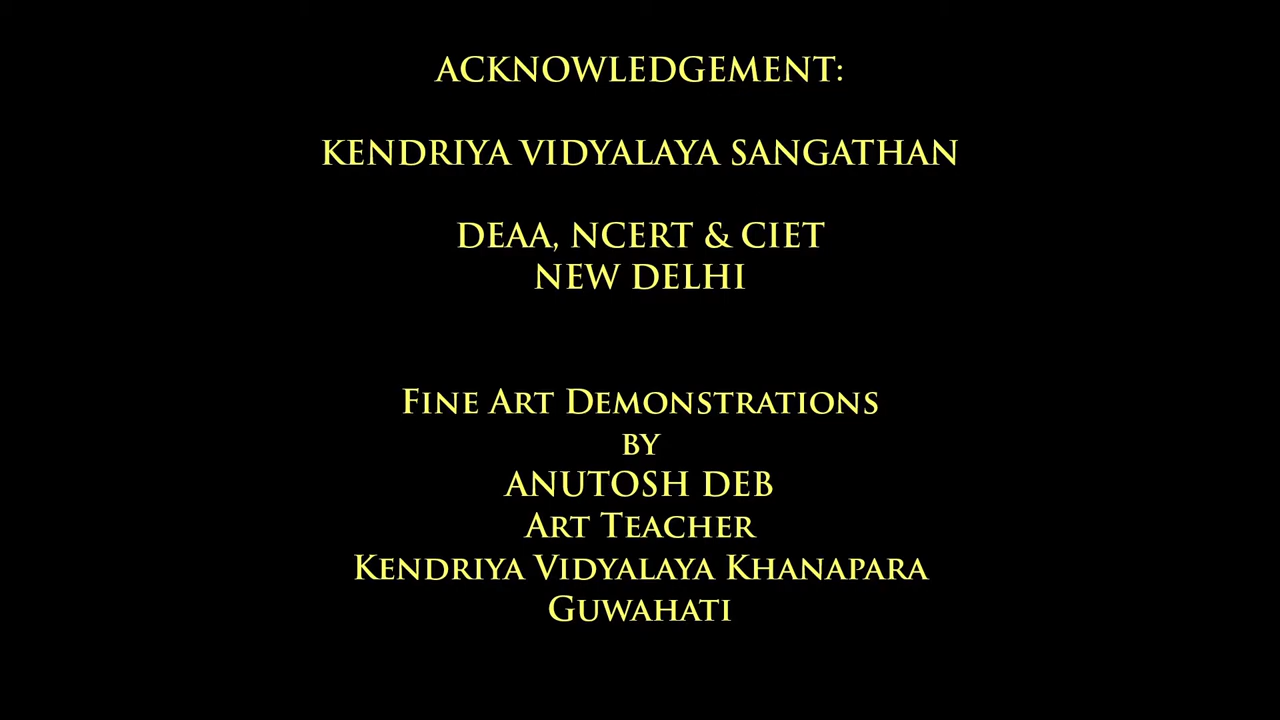 ACKNOWLEDGEMENT:
KENDRIYA VIDYALAYA SANGATHAN
DEAA, NCERT & CIET
NEW DELHI
Fine Art Demonstrations
by
ANUTOSH DEB
Art Teacher
Kendriya Vidyalaya Khanapara
Guwahati